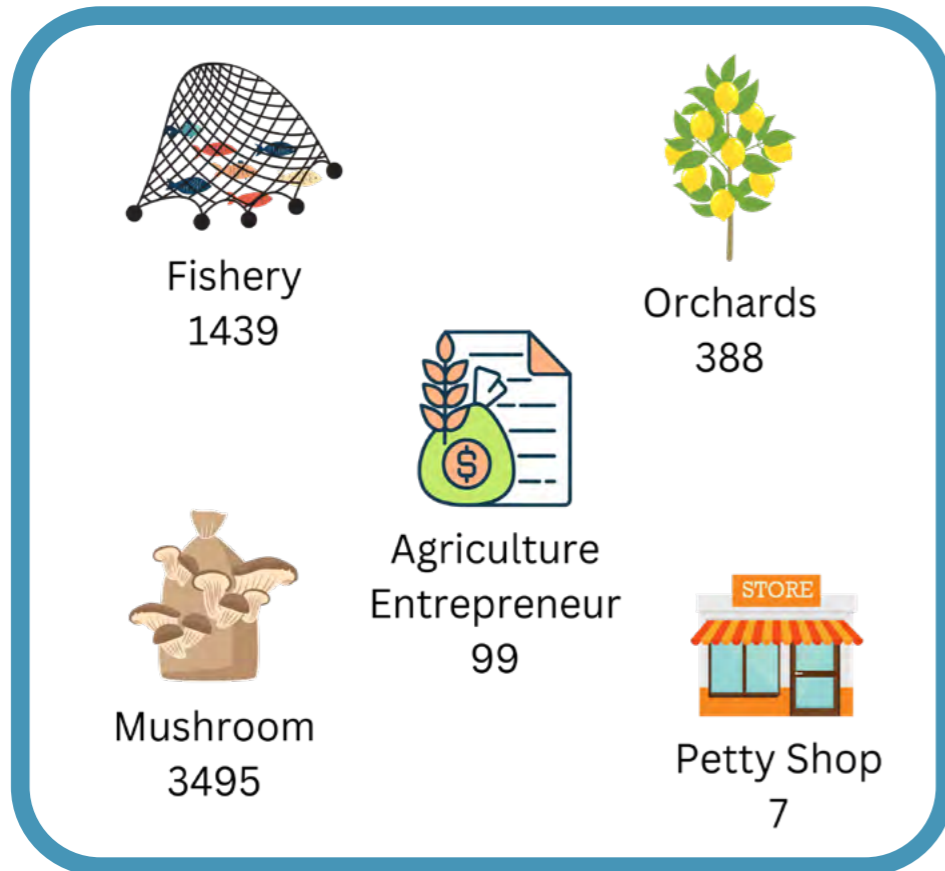 Fishery
1439
Orchards
388
Agriculture
Entrepreneur
99
STORE
Mushroom
3495
Petty Shop
7